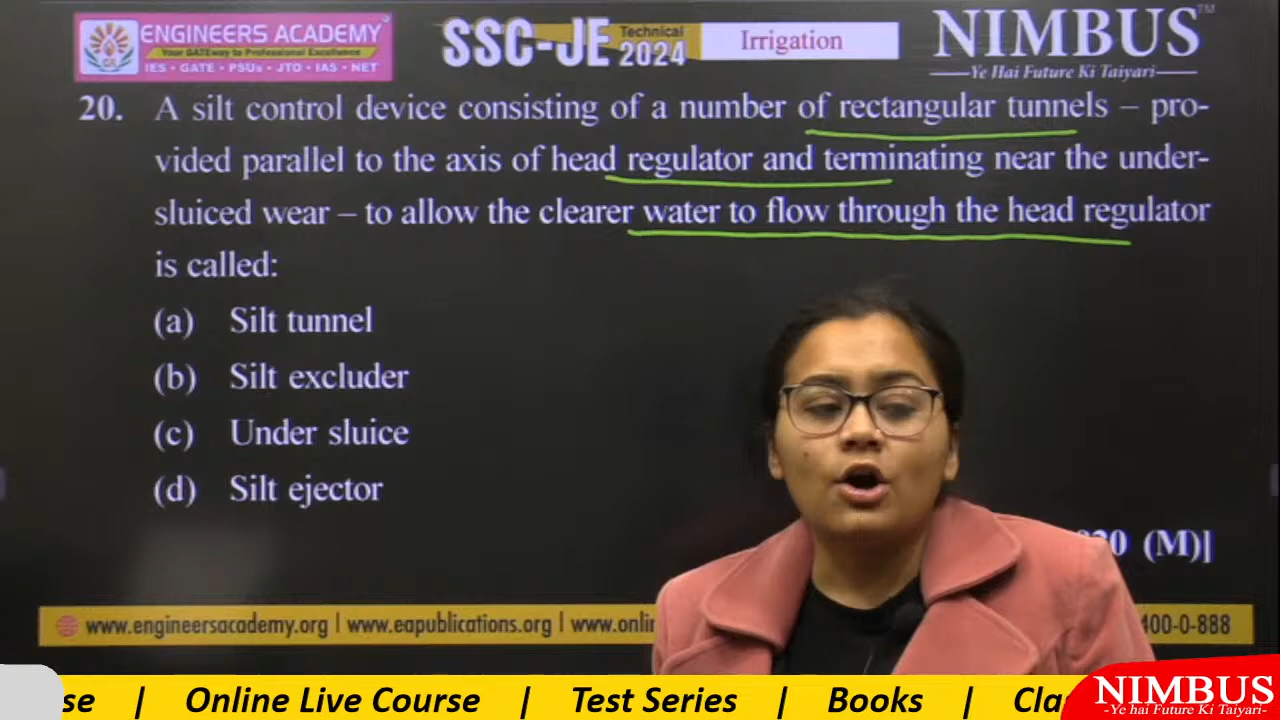 ENGINEERS ACADEMY
Your GATEway to Professional Excellence
IES • GATE • PSUs • JTO • IAS • NET
SSC-JE Technical 2024
Irrigation
NIMBUS™
Ye Hai Future Ki Taiyari
20. A silt control device consisting of a number of rectangular tunnels – pro-
vided parallel to the axis of head regulator and terminating near the under-
sluiced wear – to allow the clearer water to flow through the head regulator
is called:
(a) Silt tunnel
(b) Silt excluder
(c) Under sluice
(d) Silt ejector
020 (M)]
www.engineersacademy.org | www.eapublications.org | www.onlin
400-0-888
se | Online Live Course | Test Series | Books | Cla
NIMBUS
-Ye hai Future Ki Taiyari-